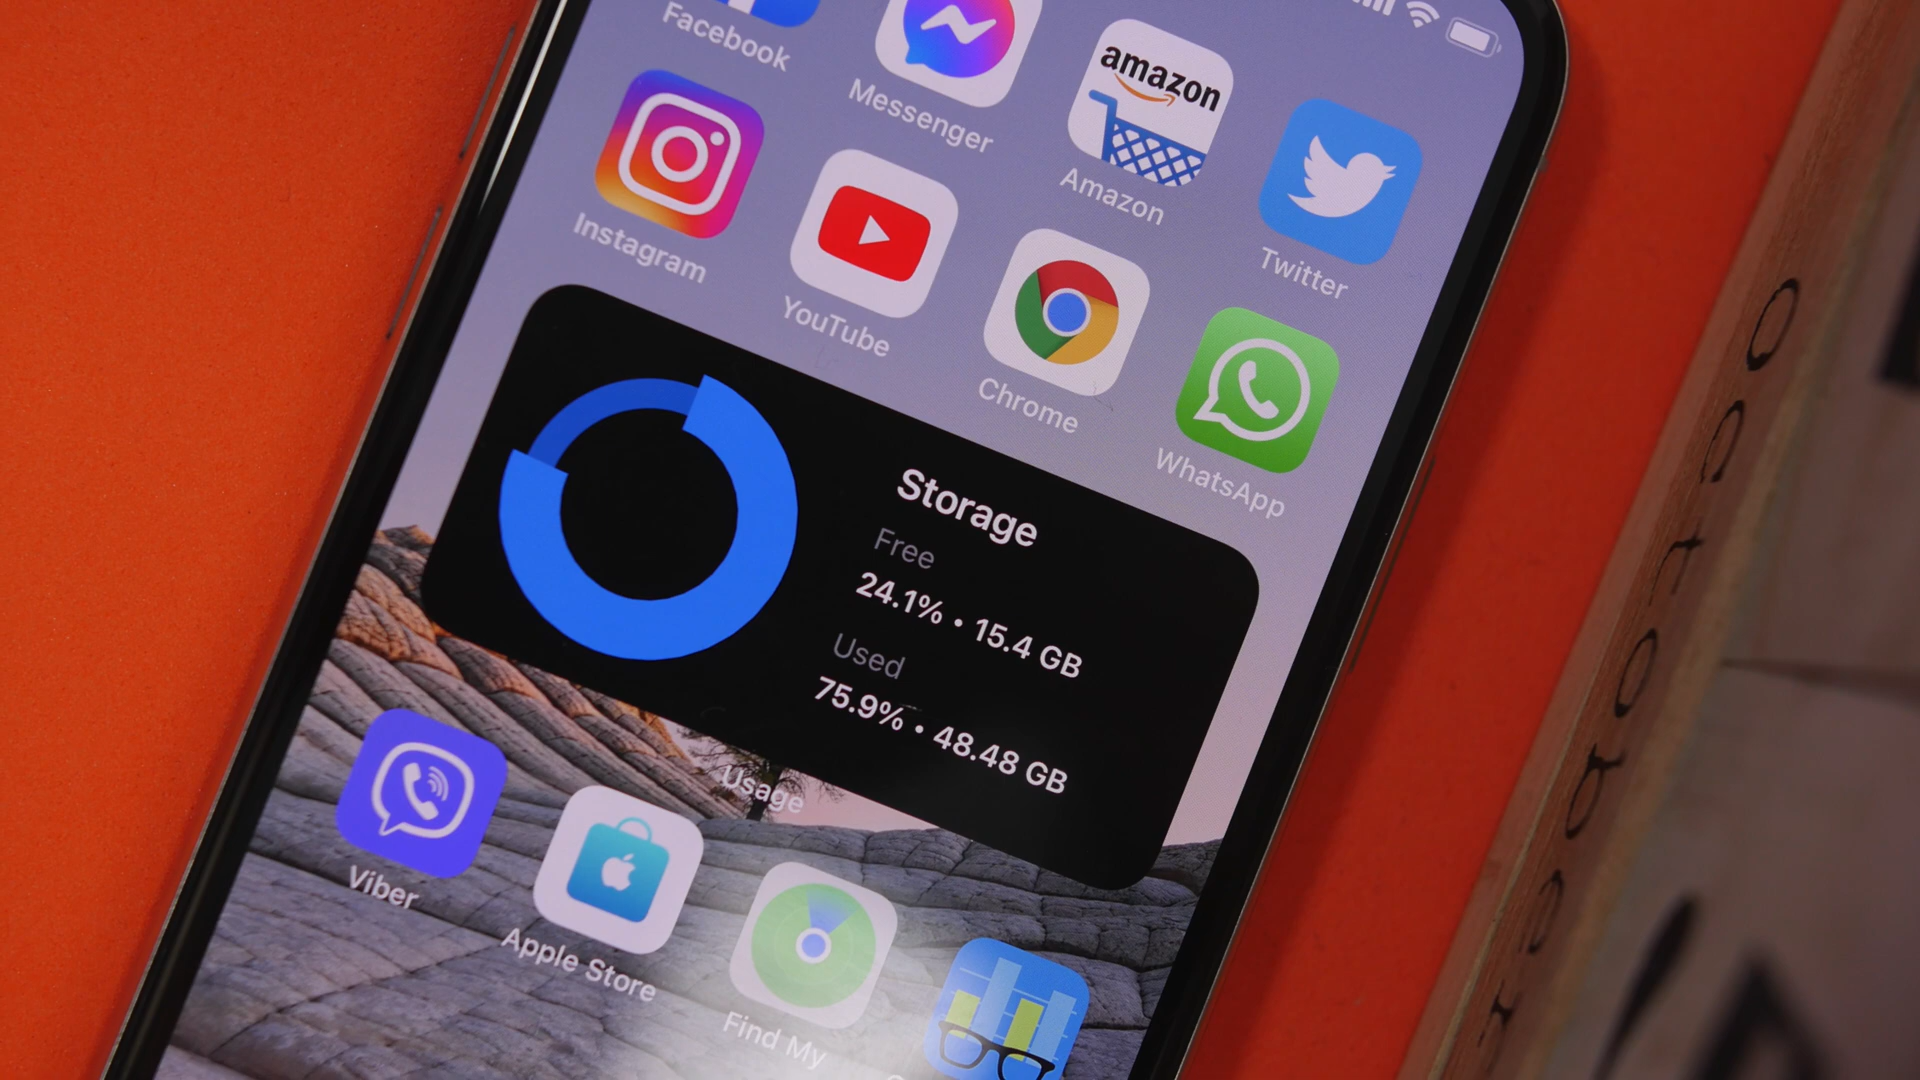 Facebook
Messenger
amazon
Amazon
Twitter
Instagram
YouTube
Chrome
WhatsApp
Storage
Free
24.1% • 15.4 GB
Used
75.9% • 48.48 GB
Usage
Viber
Apple Store
Find My
October